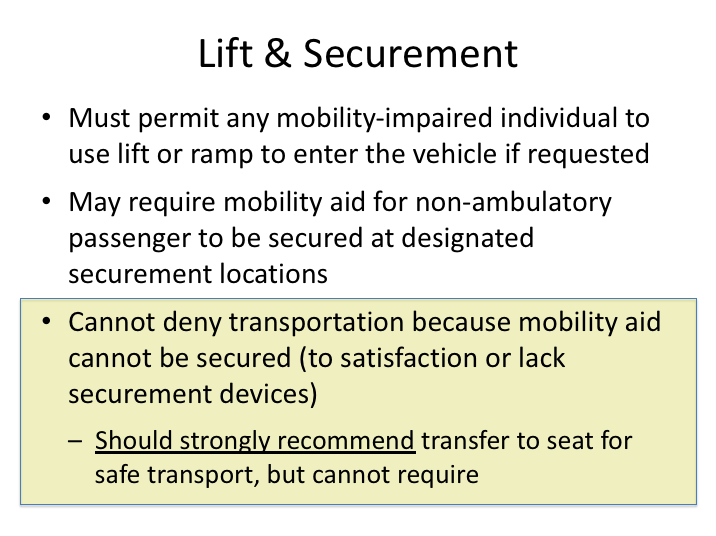 Lift & Securement
• Must permit any mobility-impaired individual to
use lift or ramp to enter the vehicle if requested
• May require mobility aid for non-ambulatory
passenger to be secured at designated
securement locations
• Cannot deny transportation because mobility aid
cannot be secured (to satisfaction or lack
securement devices)
– Should strongly recommend transfer to seat for
safe transport, but cannot require